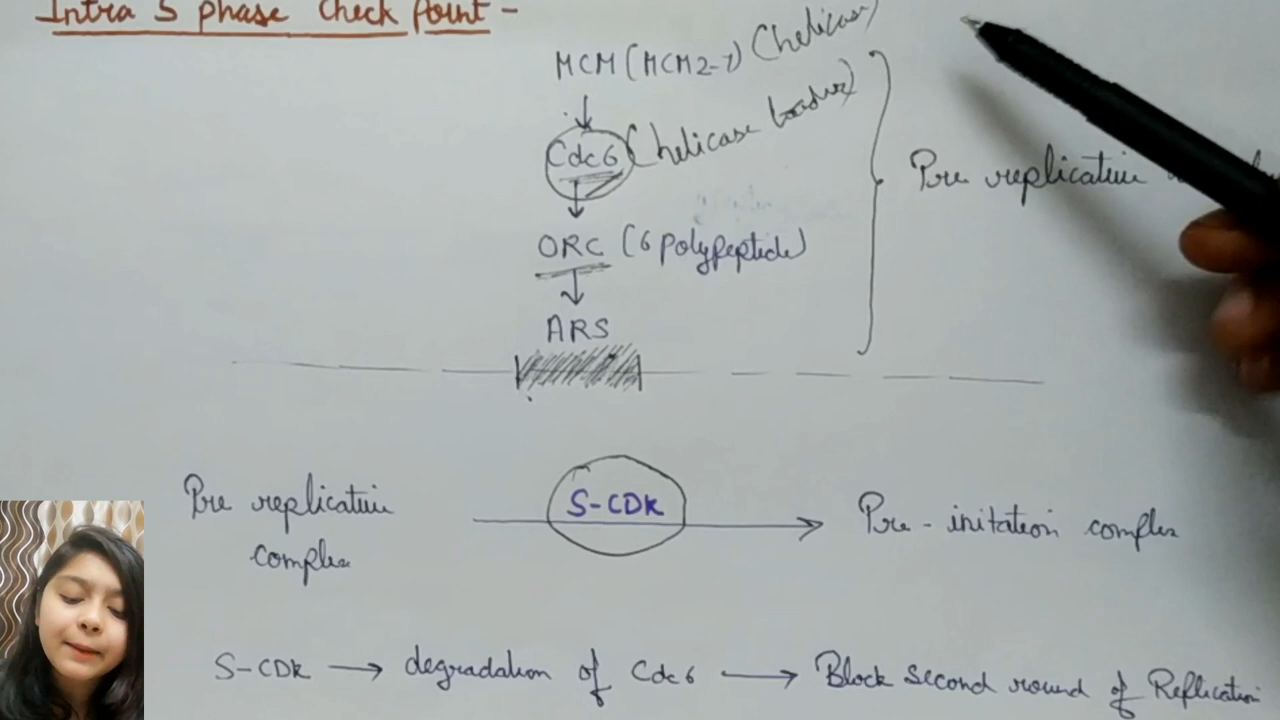 Intra S phase Check Point -
MCM (MCM2-7) (helicase)
Cdc6 (helicase loader)
ORC (6 polypeptide)
ARS
Pre replication
Pre replication complex
S-CDK
Pre - initation complex
S-CDK → degradation of Cdc6 → Block Second round of Replication